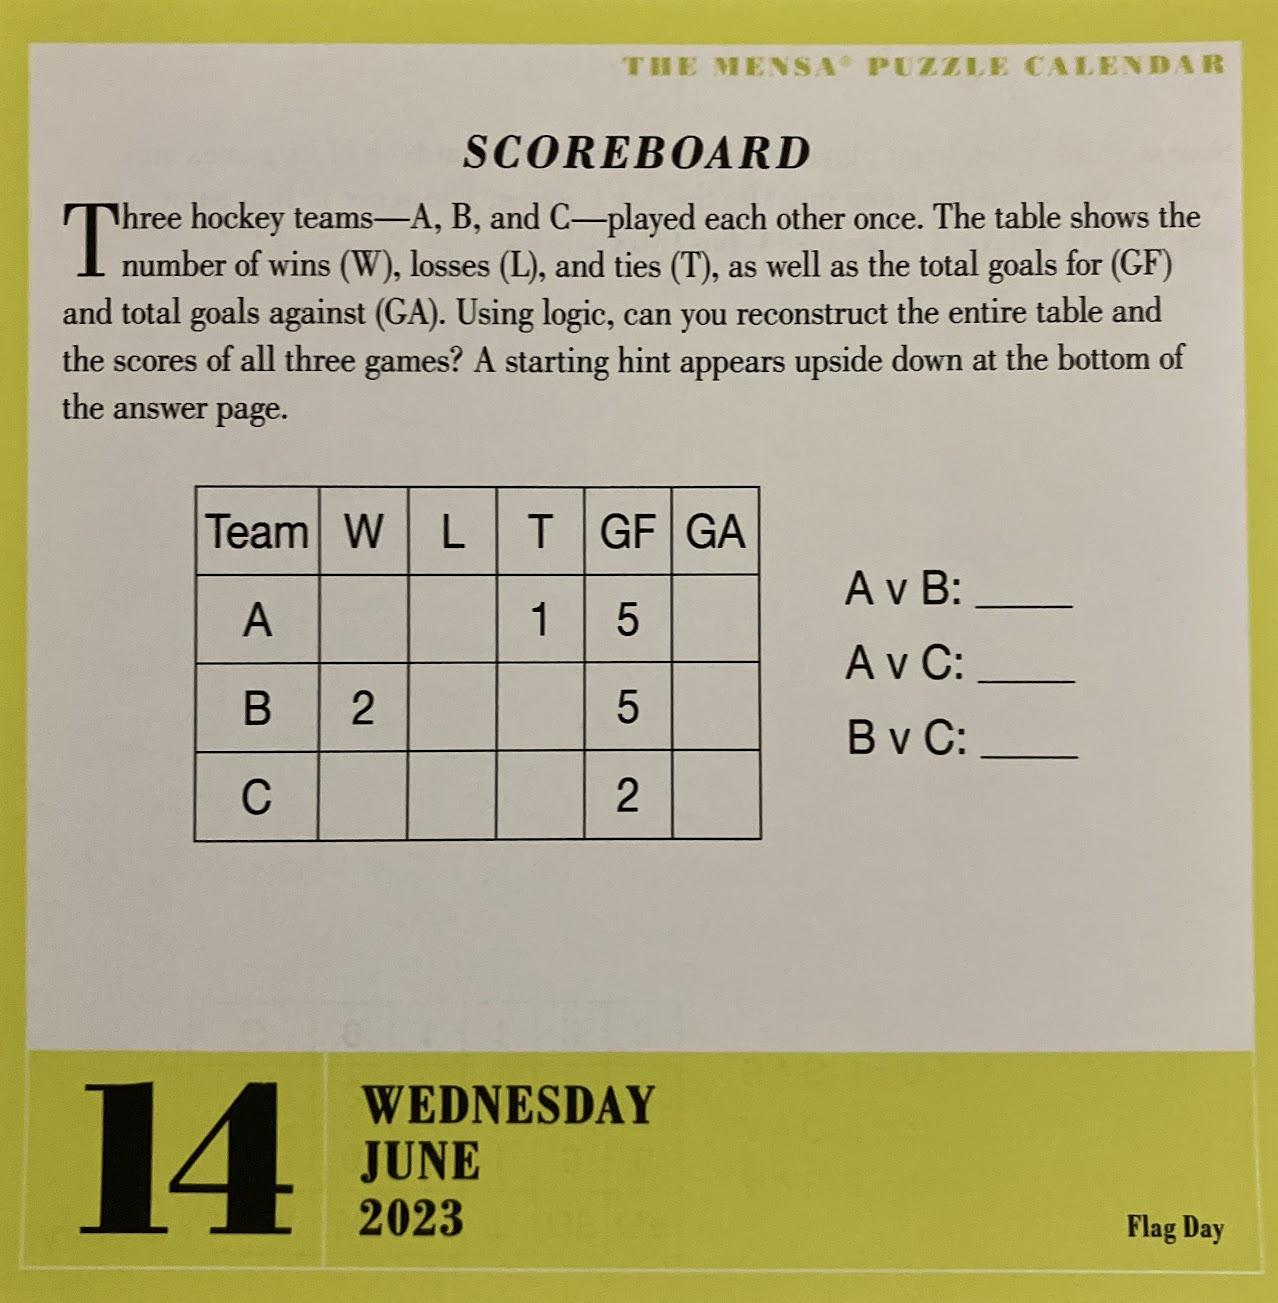 THE MENSA® PUZZLE CALENDAR
SCOREBOARD
Three hockey teams—A, B, and C—played each other once. The table shows the
number of wins (W), losses (L), and ties (T), as well as the total goals for (GF)
and total goals against (GA). Using logic, can you reconstruct the entire table and
the scores of all three games? A starting hint appears upside down at the bottom of
the answer page.
Team W L T GF GA
A 1 5
B 2 5
C 2
A v B: ____
A v C: ____
B v C: ____
14
WEDNESDAY
JUNE
2023
Flag Day